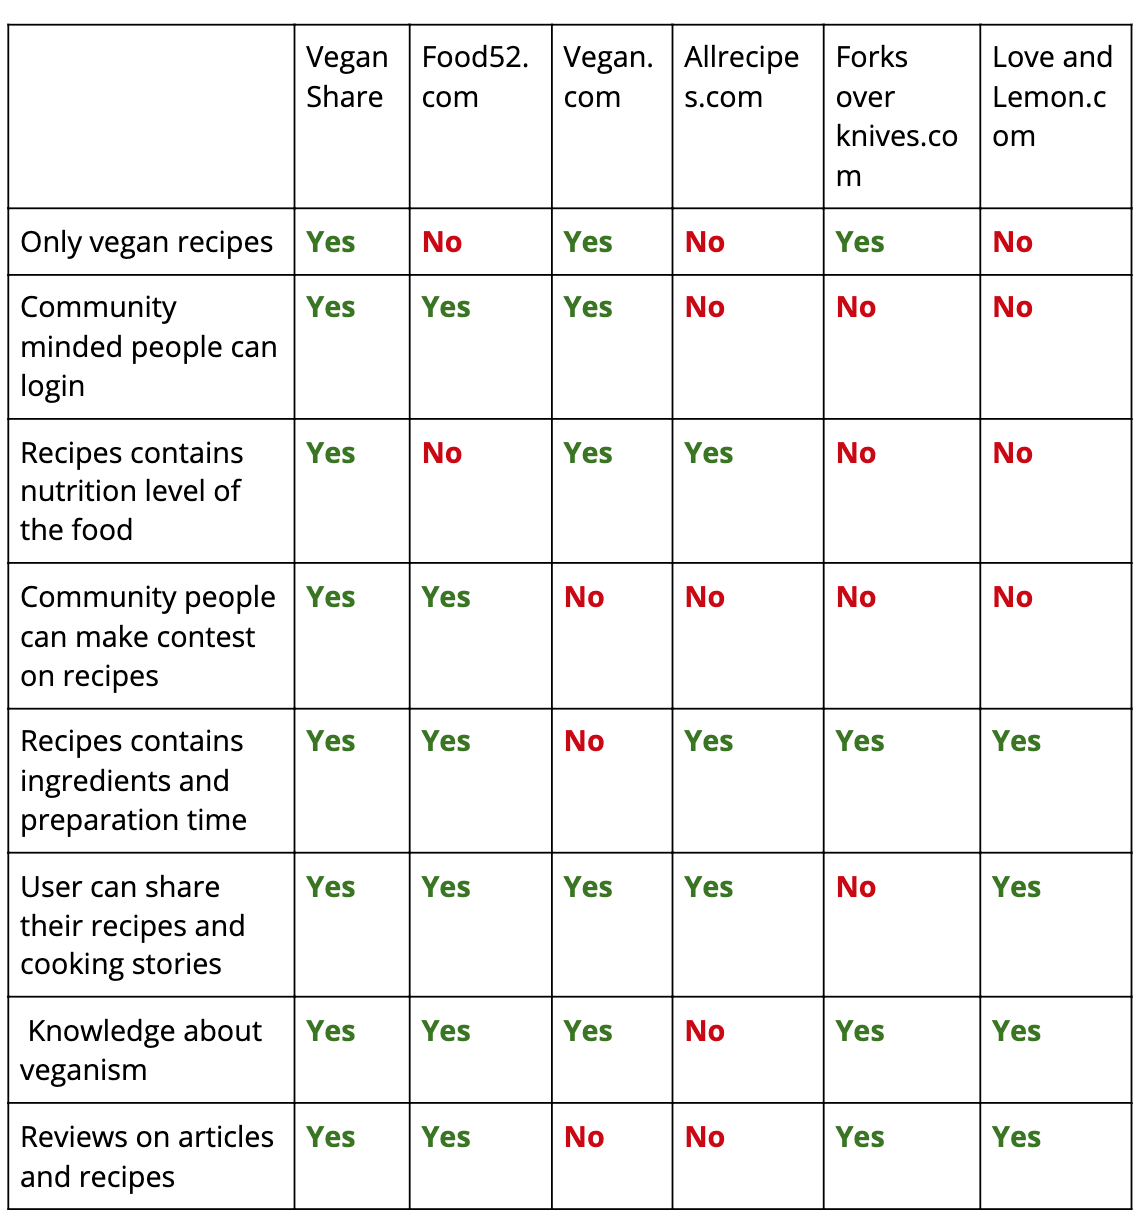 Vegan
Share
Food52.
com
Vegan.
com
Allrecipe
s.com
Forks
over
knives.co
m
Love and
Lemon.c
om
Only vegan recipes
Yes
No
Yes
No
Yes
No
Community
minded people can
login
Yes
Yes
Yes
No
No
No
Recipes contains
nutrition level of
the food
Yes
No
Yes
Yes
No
No
Community people
can make contest
on recipes
Yes
Yes
No
No
No
No
Recipes contains
ingredients and
preparation time
Yes
Yes
No
Yes
Yes
Yes
User can share
their recipes and
cooking stories
Yes
Yes
Yes
Yes
No
Yes
Knowledge about
veganism
Yes
Yes
Yes
No
Yes
Yes
Reviews on articles
and recipes
Yes
Yes
No
No
Yes
Yes